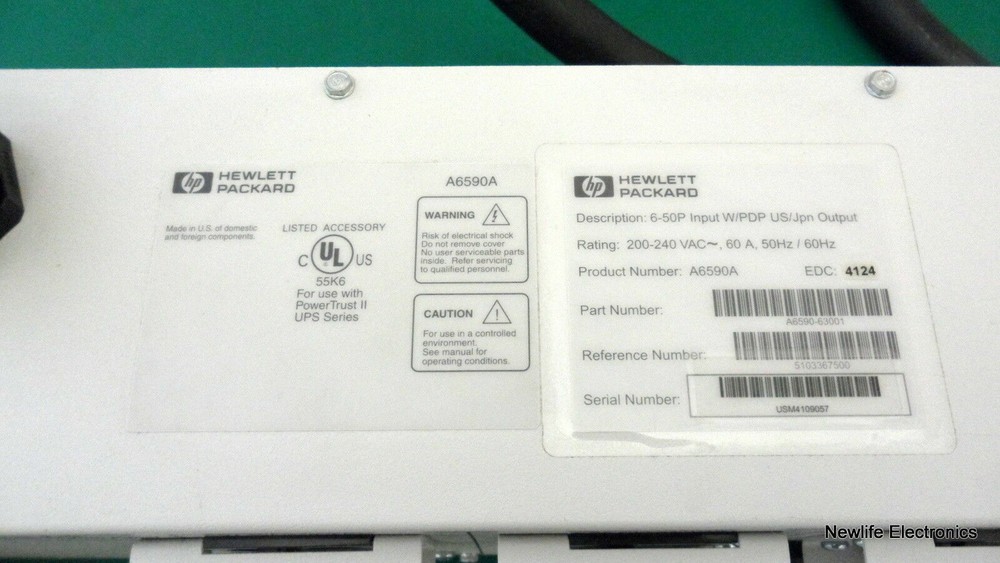 hp HEWLETT
PACKARD
A6590A
Made in U.S. of domestic
and foreign components.
LISTED ACCESSORY
C UL US
55K6
For use with
PowerTrust II
UPS Series
WARNING
Risk of electrical shock
Do not remove cover
No user serviceable parts
inside. Refer servicing
to qualified personnel.
CAUTION
For use in a controlled
environment.
See manual for
operating conditions.
hp HEWLETT
PACKARD
Description: 6-50P Input W/PDP US/Jpn Output
Rating: 200-240 VAC~, 60 A, 50Hz / 60Hz
Product Number: A6590A EDC: 4124
Part Number:
A6590-63001
Reference Number:
5103367500
Serial Number:
USM4109057
Newlife Electronics